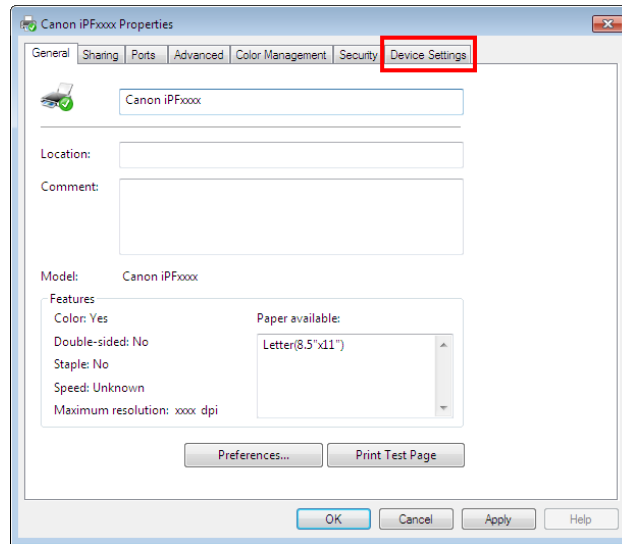 Canon iPFxxxx Properties
General Sharing Ports Advanced Color Management Security Device Settings
Canon iPFxxxx
Location:
Comment:
Model: Canon iPFxxxx
Features
Color: Yes Paper available:
Double-sided: No Letter(8.5"x11")
Staple: No
Speed: Unknown
Maximum resolution: xxxx dpi
Preferences... Print Test Page
OK Cancel Apply Help